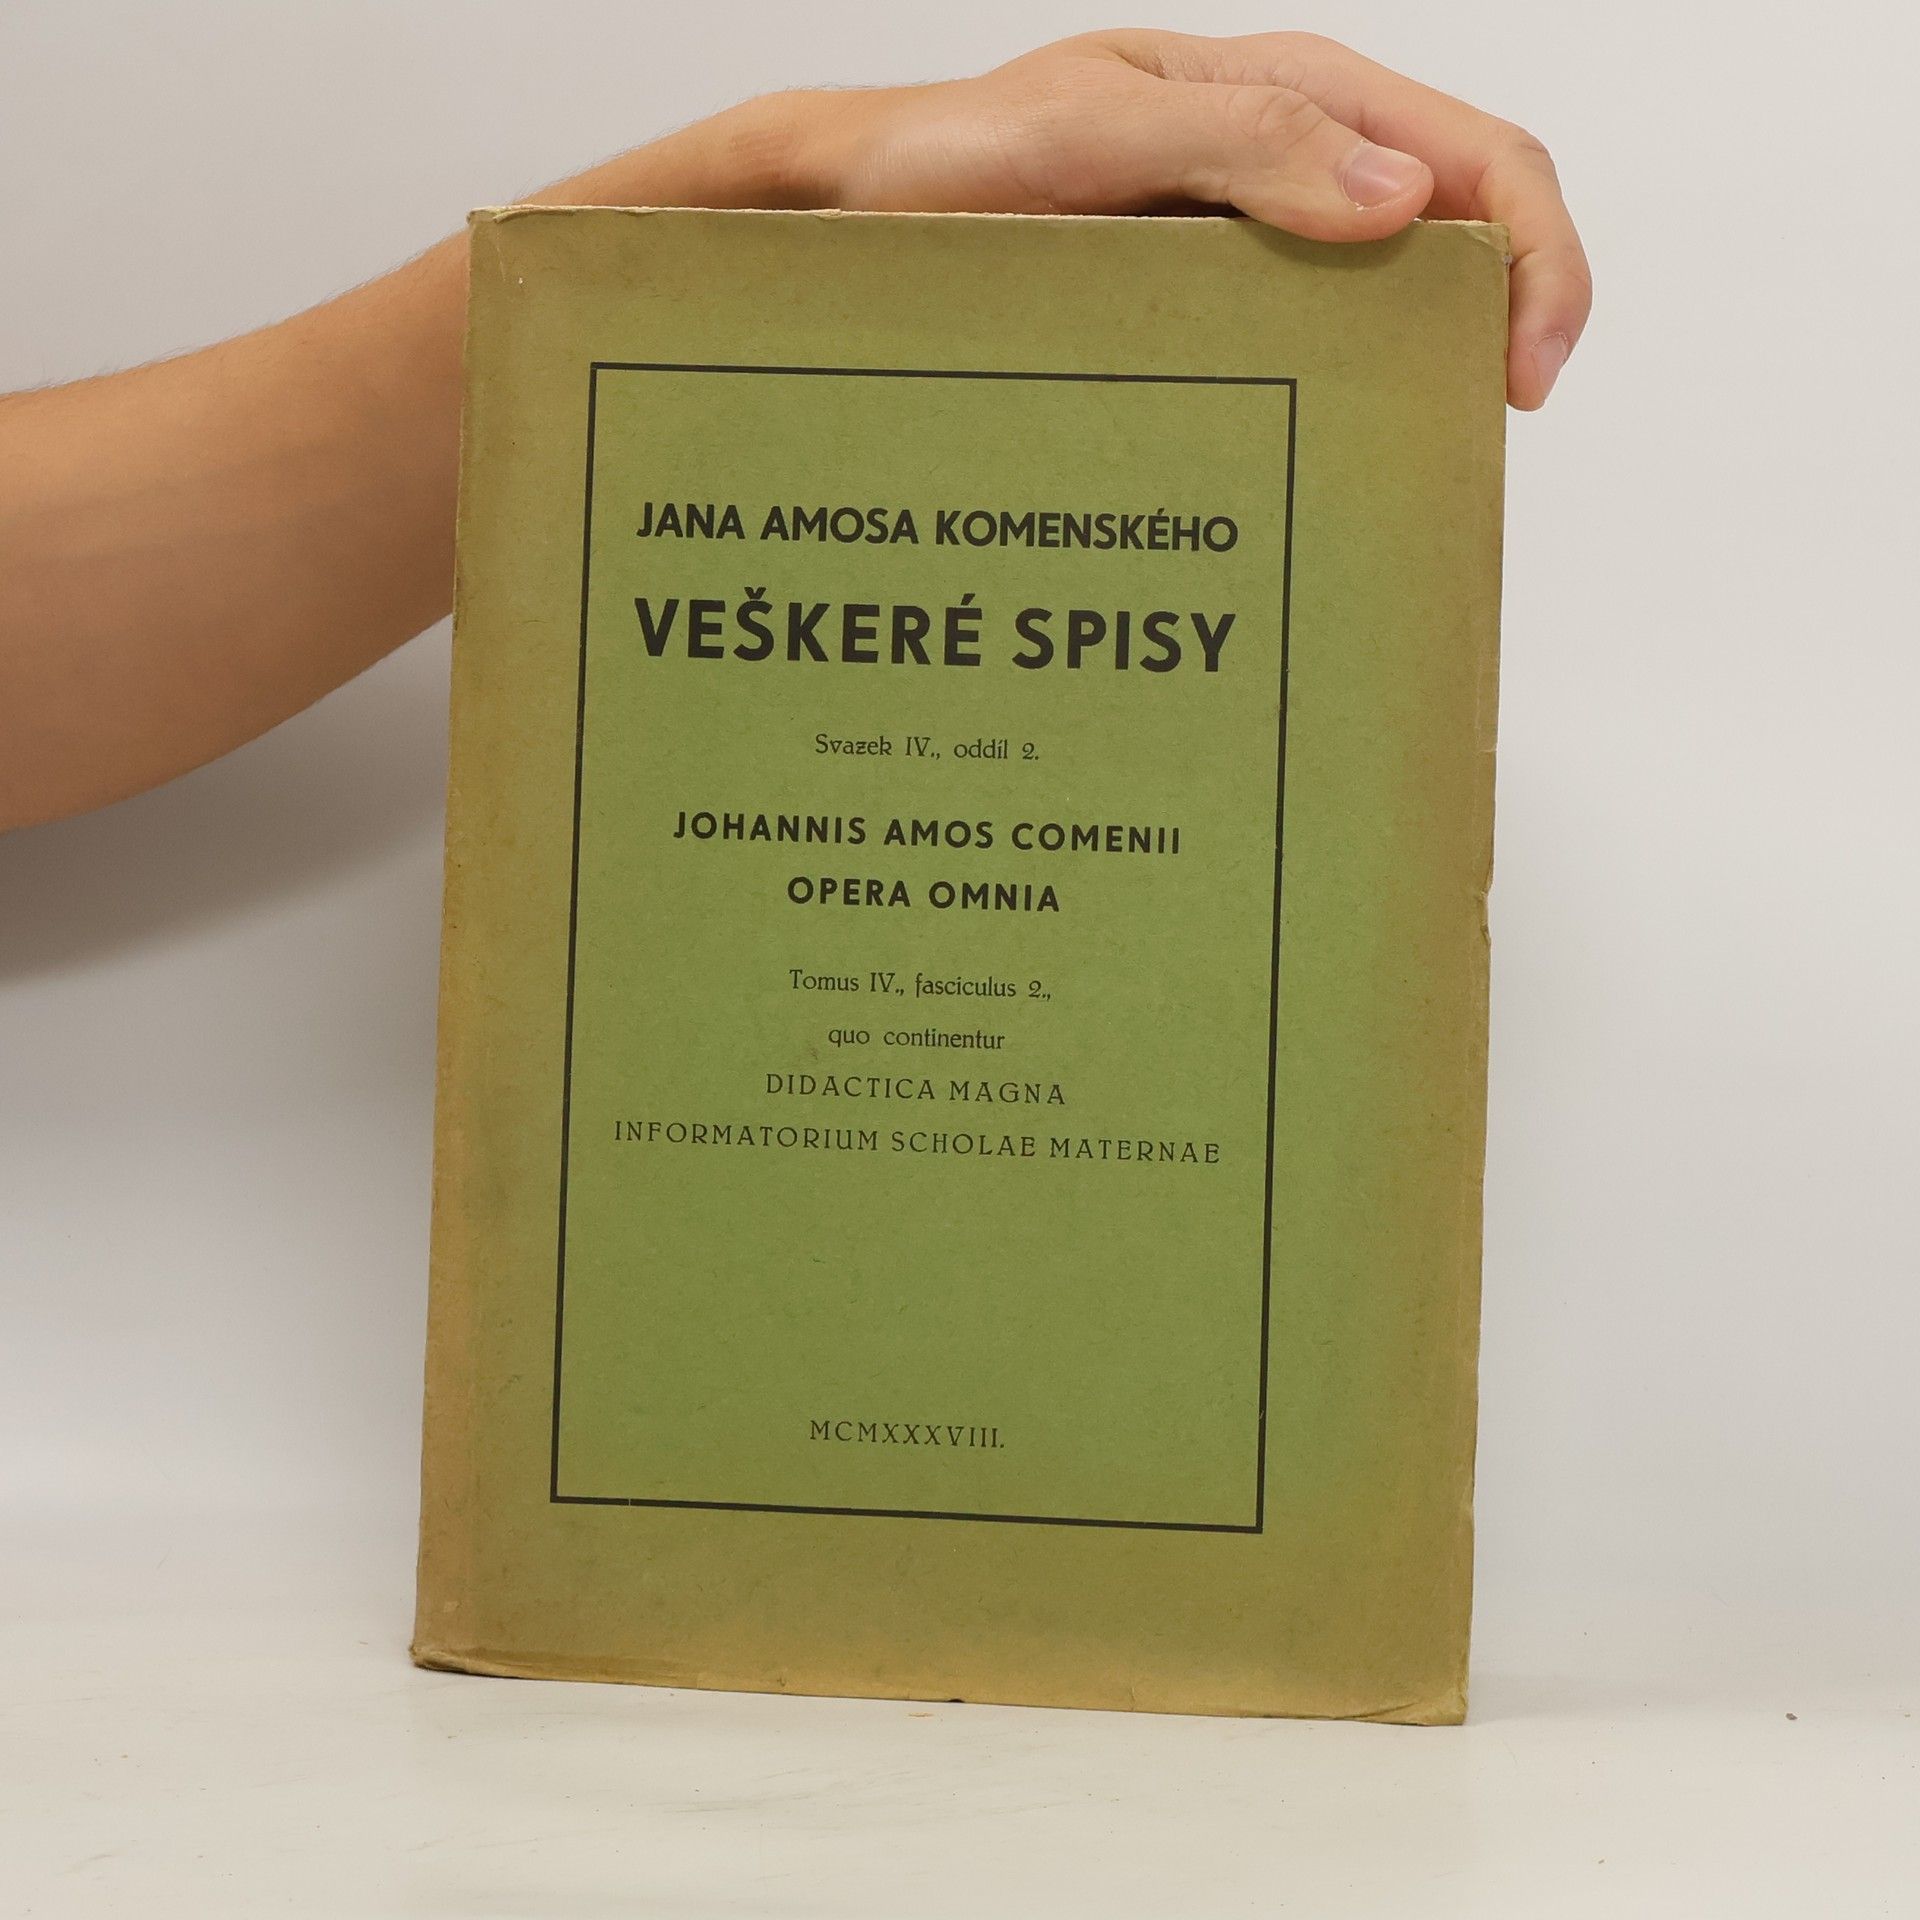 JANA AMOSA KOMENSKÉHO
VEŠKERÉ SPISY
Svazek IV., oddíl 2.
JOHANNIS AMOS COMENII
OPERA OMNIA
Tomus IV., fasciculus 2.,
quo continentur
DIDACTICA MAGNA
INFORMATORIUM SCHOLAE MATERNAE
MCMXXXVIII.